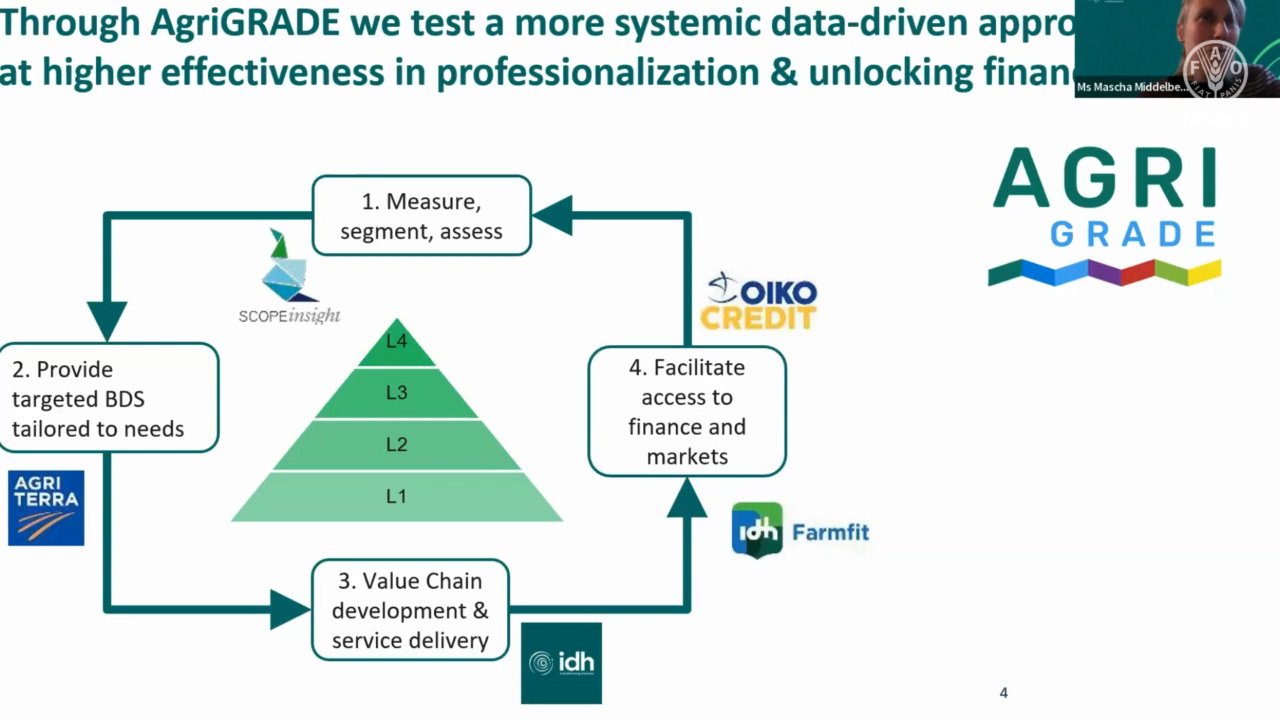 Through AgriGRADE we test a more systemic data-driven appro
at higher effectiveness in professionalization & unlocking finan
Ms Mascha Middelbe...
F A O
FIAT PANIS
AGRI
GRADE
1. Measure,
segment, assess
SCOPEinsight
OIKO
CREDIT
L4
L3
L2
L1
2. Provide
targeted BDS
tailored to needs
4. Facilitate
access to
finance and
markets
AGRI
TERRA
idh Farmfit
3. Value Chain
development &
service delivery
idh
4